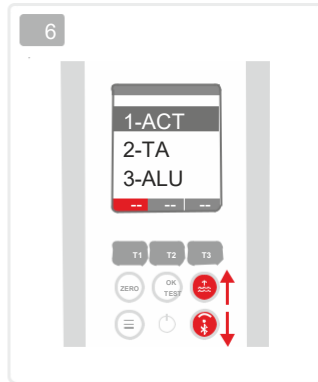 6
1-ACT
2-TA
3-ALU
-- -- --
T1 T2 T3
ZERO OK
TEST